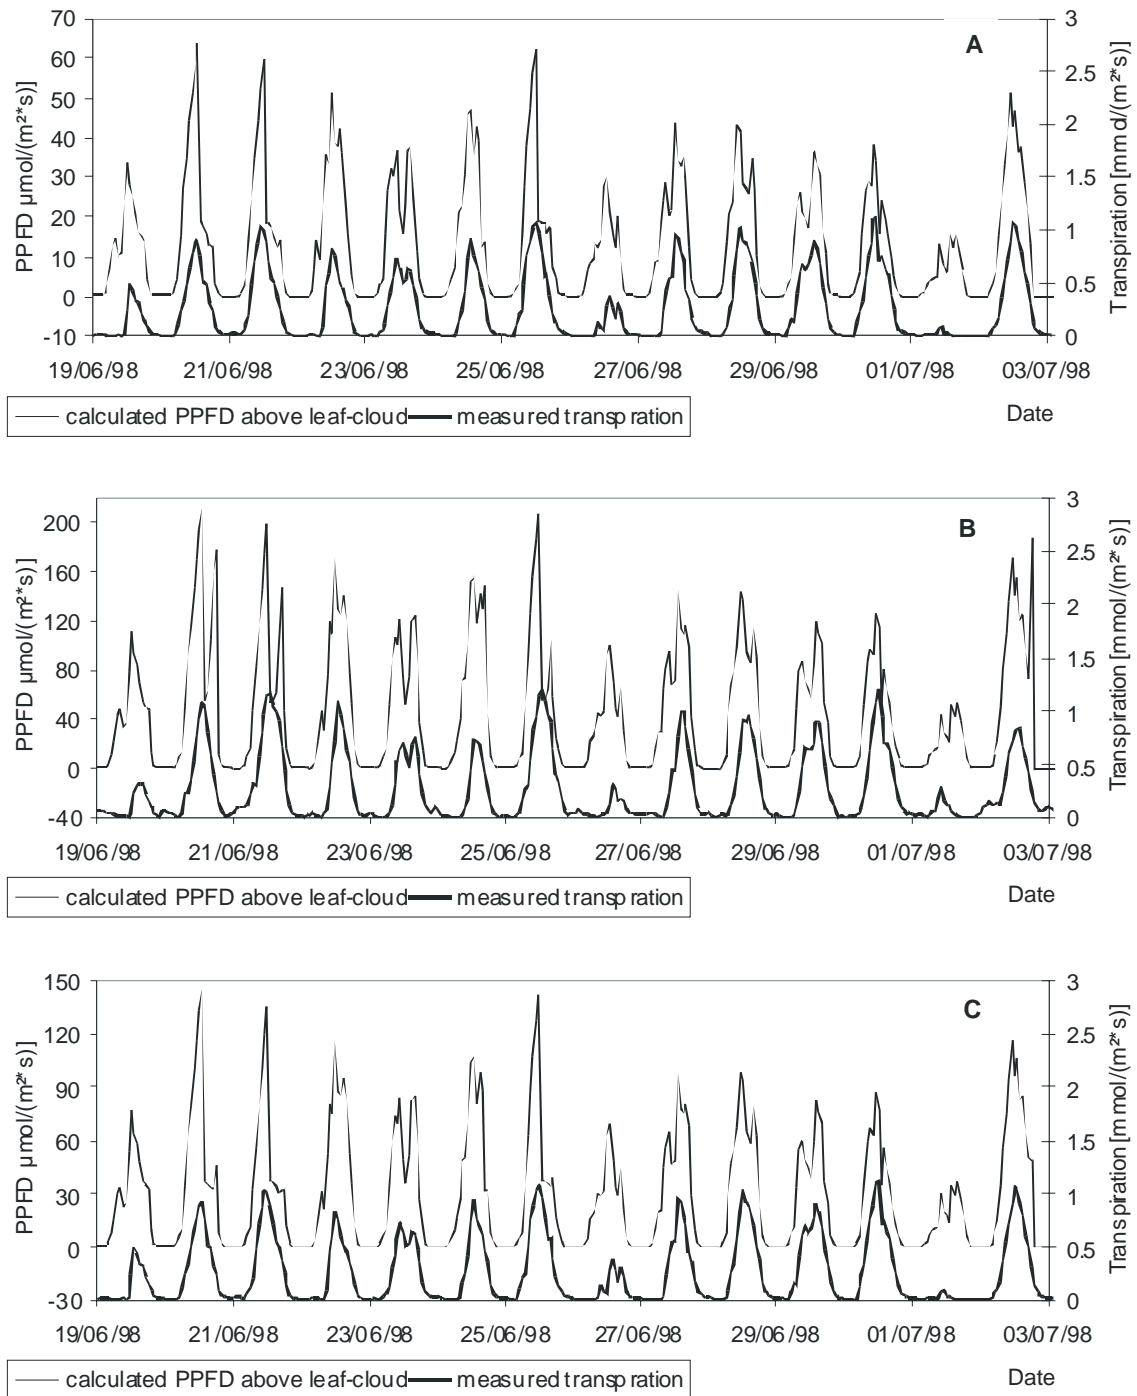 70
60
50
40
30
20
10
0
-10
PPFD µmol/(m²*s)]
A
3
2.5
2
1.5
1
0.5
0
Transpiration [mmol/(m²*s)]
19/06/98 21/06/98 23/06/98 25/06/98 27/06/98 29/06/98 01/07/98 03/07/98
Date
calculated PPFD above leaf-cloud measured transpration
200
160
120
80
40
0
-40
PPFD µmol/(m²*s)]
B
3
2.5
2
1.5
1
0.5
0
Transpiration [mmol/(m²*s)]
19/06/98 21/06/98 23/06/98 25/06/98 27/06/98 29/06/98 01/07/98 03/07/98
Date
calculated PPFD above leaf-cloud measured transpration
150
120
90
60
30
0
-30
PPFD µmol/(m²*s)]
C
3
2.5
2
1.5
1
0.5
0
Transpiration [mmol/(m²*s)]
19/06/98 21/06/98 23/06/98 25/06/98 27/06/98 29/06/98 01/07/98 03/07/98
Date
calculated PPFD above leaf-cloud measured transpration